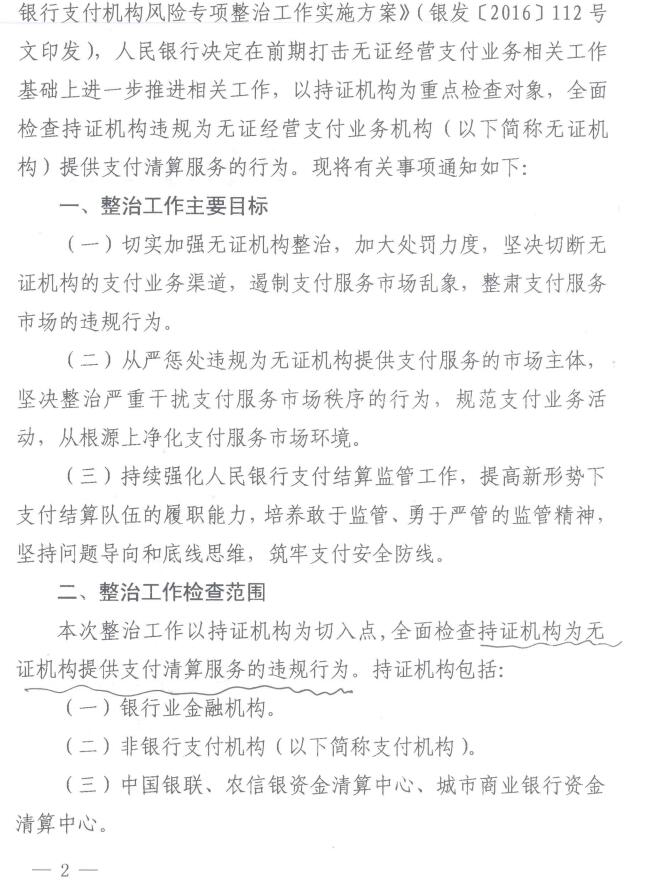 银行支付机构风险专项整治工作实施方案》（银发〔2016〕112 号
文印发），人民银行决定在前期打击无证经营支付业务相关工作
基础上进一步推进相关工作，以持证机构为重点检查对象，全面
检查持证机构违规为无证经营支付业务机构（以下简称无证机
构）提供支付清算服务的行为。现将有关事项通知如下：
一、整治工作主要目标
（一）切实加强无证机构整治，加大处罚力度，坚决切断无
证机构的支付业务渠道，遏制支付服务市场乱象，整肃支付服务
市场的违规行为。
（二）从严惩处违规为无证机构提供支付服务的市场主体，
坚决整治严重干扰支付服务市场秩序的行为，规范支付业务活
动，从根源上净化支付服务市场环境。
（三）持续强化人民银行支付结算监管工作，提高新形势下
支付结算队伍的履职能力，培养敢于监管、勇于严管的监管精神，
坚持问题导向和底线思维，筑牢支付安全防线。
二、整治工作检查范围
本次整治工作以持证机构为切入点，全面检查持证机构为无
证机构提供支付清算服务的违规行为。持证机构包括：
（一）银行业金融机构。
（二）非银行支付机构（以下简称支付机构）。
（三）中国银联、农信银资金清算中心、城市商业银行资金
清算中心。
— 2 —